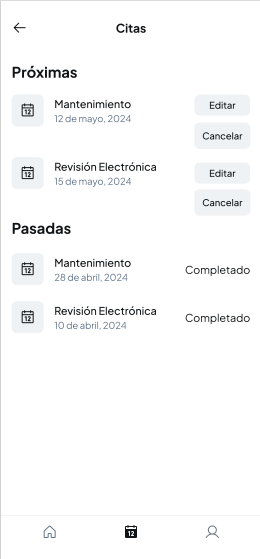 Citas
Próximas
Mantenimiento
12 de mayo, 2024
Editar
Cancelar
Revisión Electrónica
15 de mayo, 2024
Editar
Cancelar
Pasadas
Mantenimiento
28 de abril, 2024
Completado
Revisión Electrónica
10 de abril, 2024
Completado